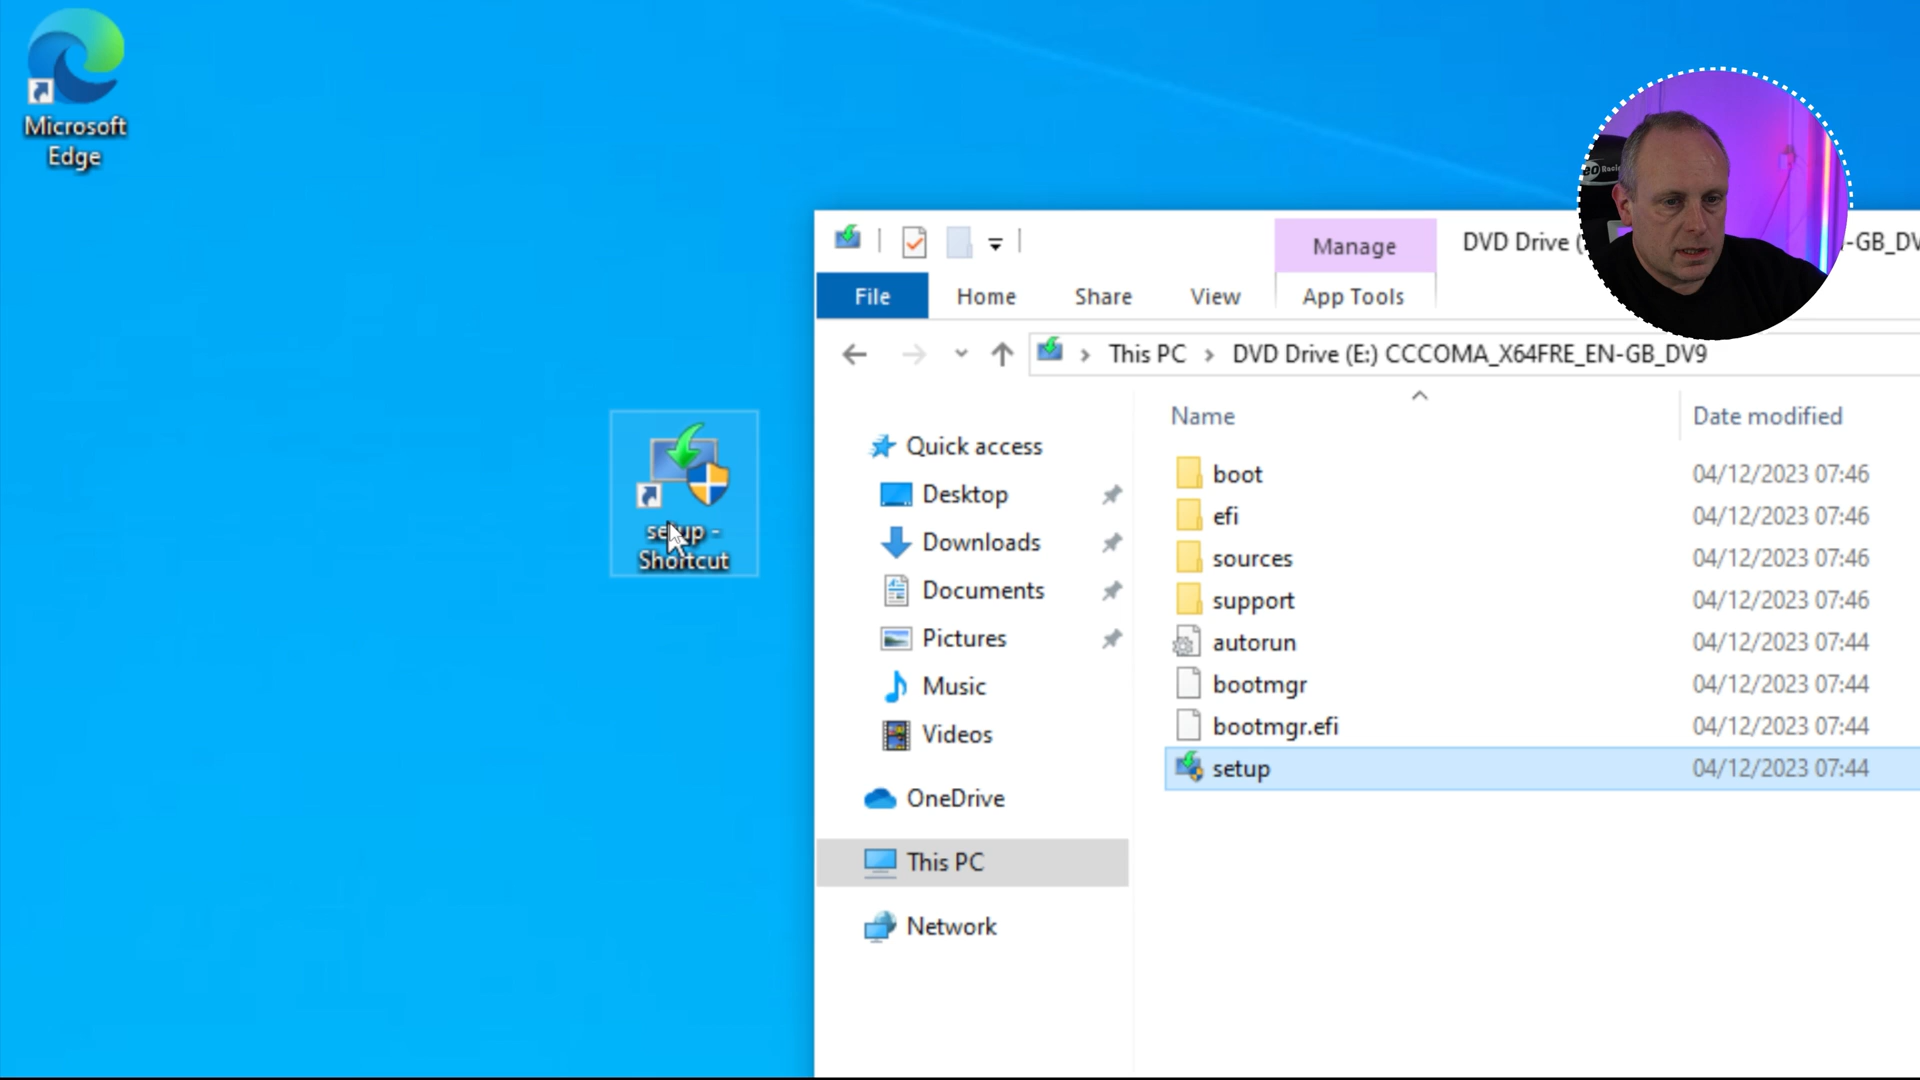 Microsoft
Edge
setup -
Shortcut
Manage
DVD Drive (
-GB_DV
File
Home
Share
View
App Tools
This PC
DVD Drive (E:) CCCOMA_X64FRE_EN-GB_DV9
Name
Date modified
Quick access
Desktop
Downloads
Documents
Pictures
Music
Videos
OneDrive
This PC
Network
boot 04/12/2023 07:46
efi 04/12/2023 07:46
sources 04/12/2023 07:46
support 04/12/2023 07:46
autorun 04/12/2023 07:44
bootmgr 04/12/2023 07:44
bootmgr.efi 04/12/2023 07:44
setup 04/12/2023 07:44